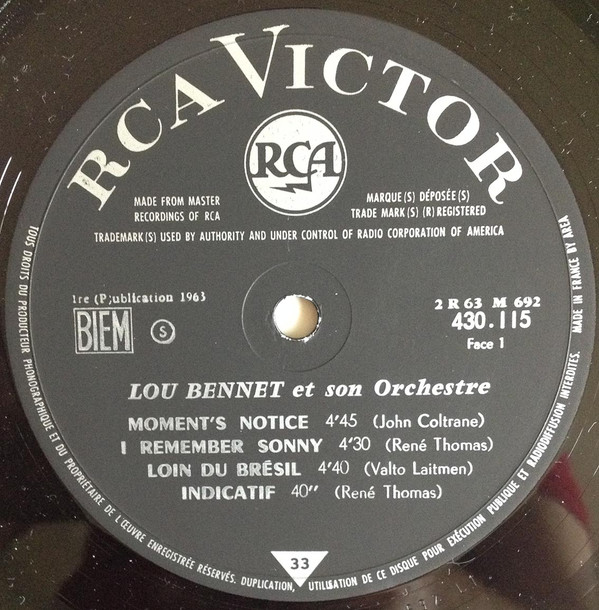 RCA VICTOR
RCA
MADE FROM MASTER
RECORDINGS OF RCA
MARQUE(S) DÉPOSÉE(S)
TRADE MARK(S) (R) REGISTERED
TRADEMARK(S) USED BY AUTHORITY AND UNDER CONTROL OF RADIO CORPORATION OF AMERICA
1re (P;ublication 1963
BIEM
S
2 R 63 M 692
430.115
Face 1
LOU BENNET et son Orchestre
MOMENT'S NOTICE 4'45 (John Coltrane)
I REMEMBER SONNY 4'30 (René Thomas)
LOIN DU BRÉSIL 4'40 (Valto Laitmen)
INDICATIF 40" (René Thomas)
33
TOUS DROITS DU PRODUCTEUR PHONOGRAPHIQUE ET DU PROPRIÉTAIRE DE L'ŒUVRE ENREGISTRÉE RÉSERVÉS. DUPLICATION, UTILISATION DE CE DISQUE POUR EXÉCUTION PUBLIQUE ET RADIODIFFUSION INTERDITES. MADE IN FRANCE BY AREA